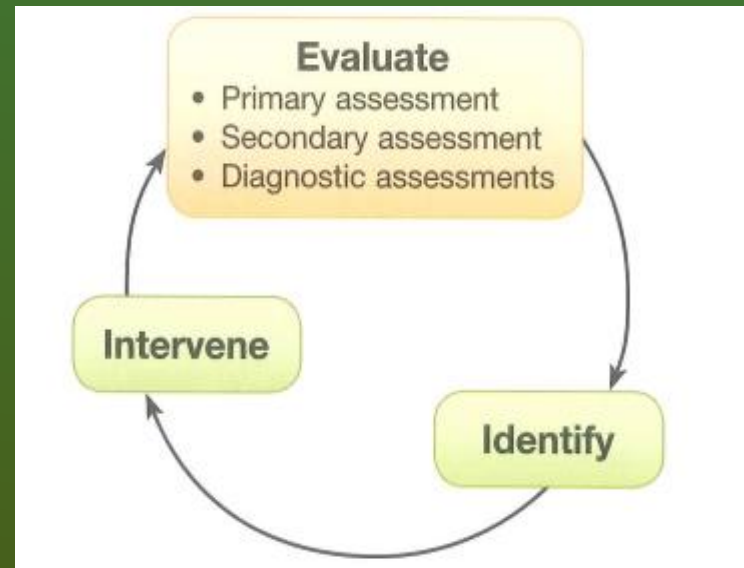 Evaluate
• Primary assessment
• Secondary assessment
• Diagnostic assessments
Intervene
Identify